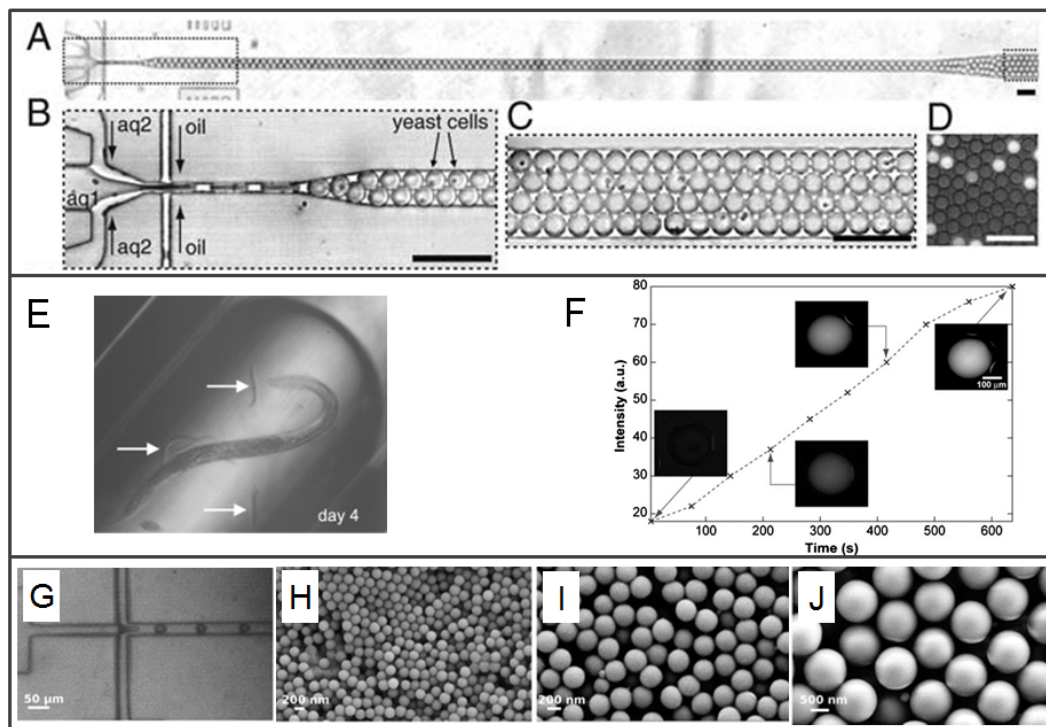 A
B
aq2
oil
yeast cells
aq1
aq2
oil
C
D
E
day 4
F
80
70
60
50
40
30
20
Intensity (a.u.)
100 μm
100 200 300 400 500 600
Time (s)
G
50 μm
H
200 nm
I
200 nm
J
500 nm